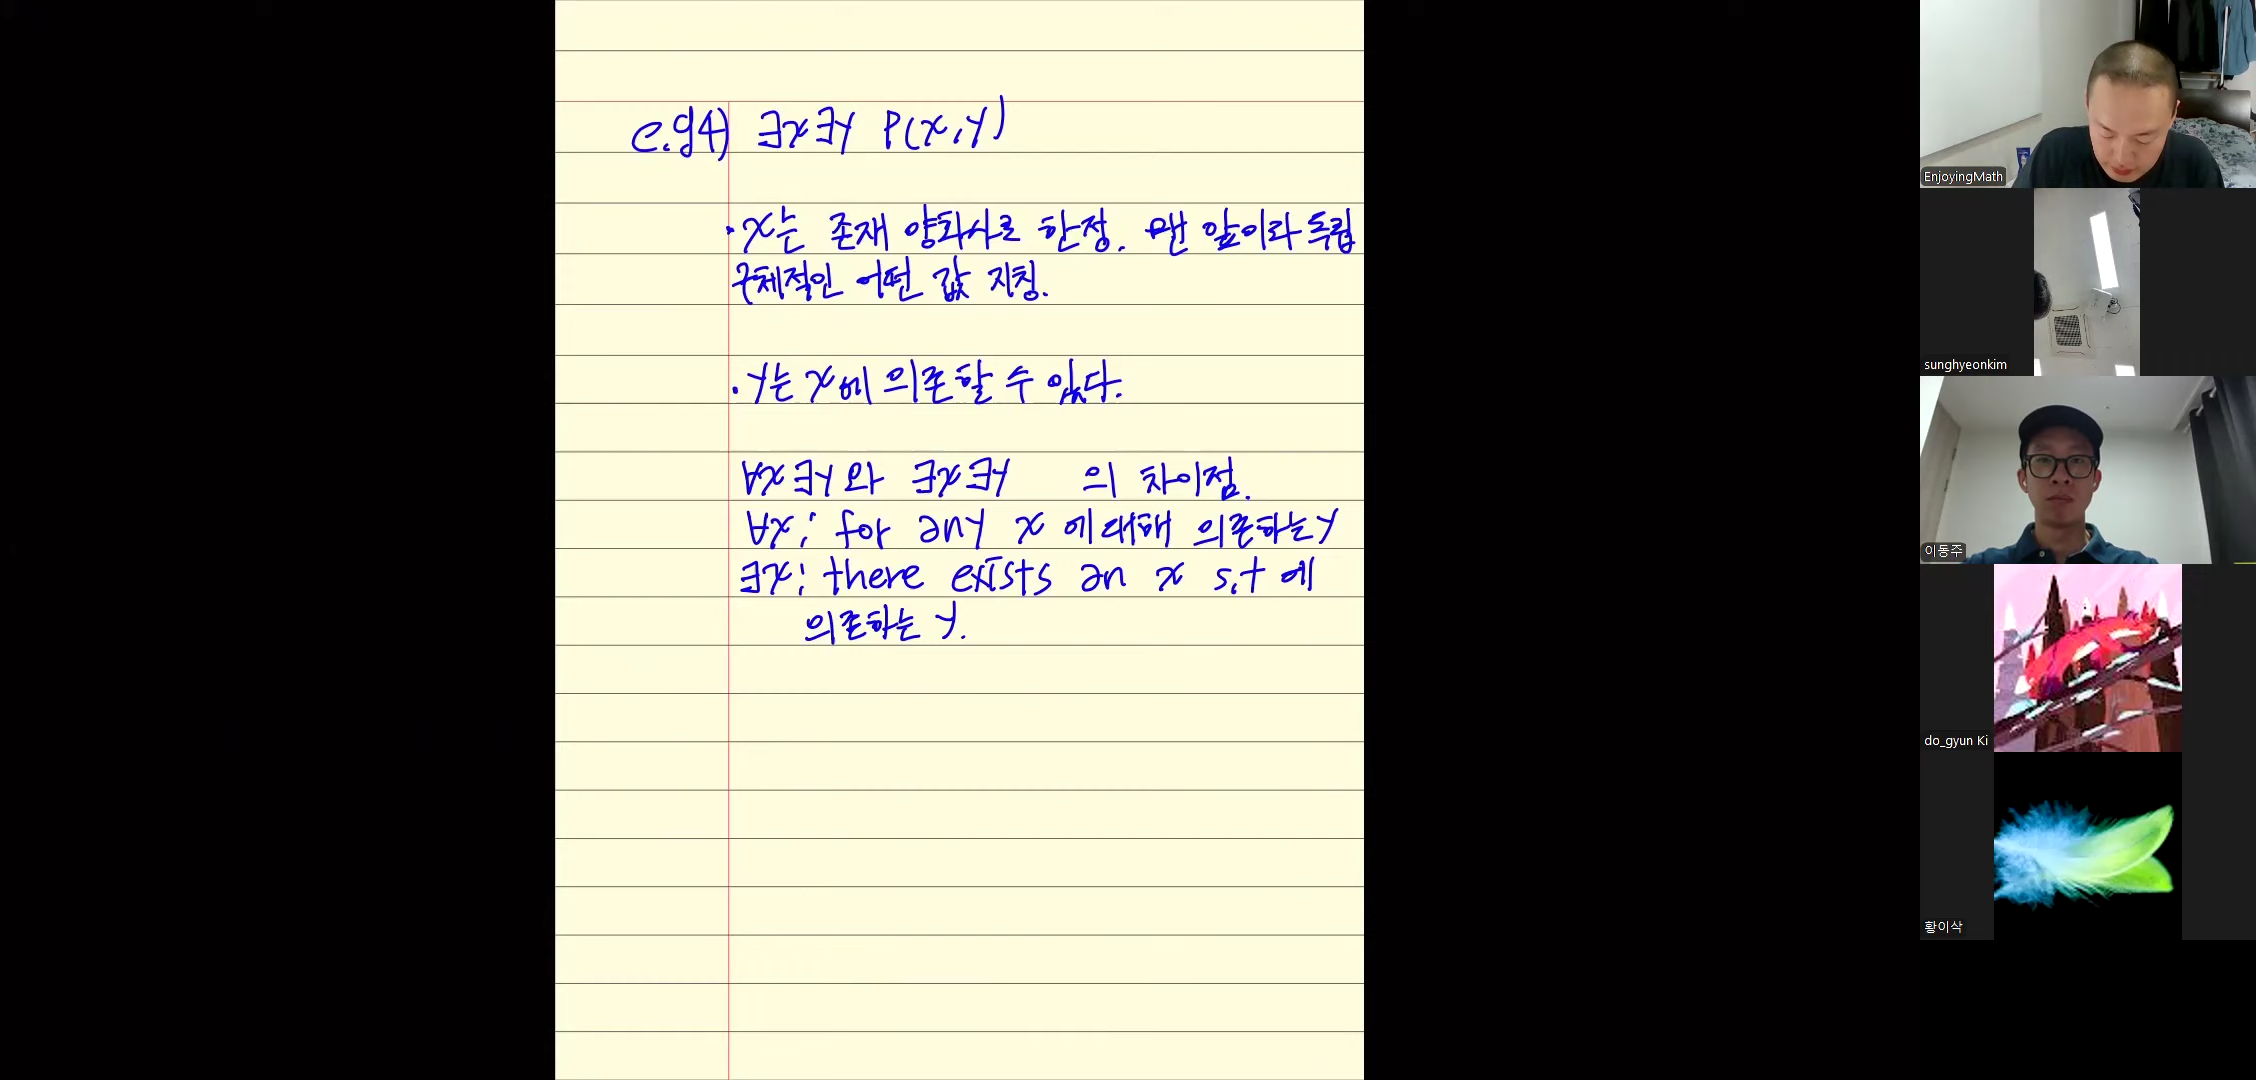 e.g4) ∃x∃y P(x,y)
·x는 존재 양화사로 한정. 맨 앞이라 독립
구체적인 어떤 값 지칭.
·y는 x에 의존할 수 있다.
∀x∃y와 ∃x∃y 의 차이점.
∀x: for any x 에대해 의존하는 y
∃x: there exists an x s.t 에
의존하는 y.
EnjoyingMath
sunghyeonkim
이동주
do_gyun Ki
황이삭